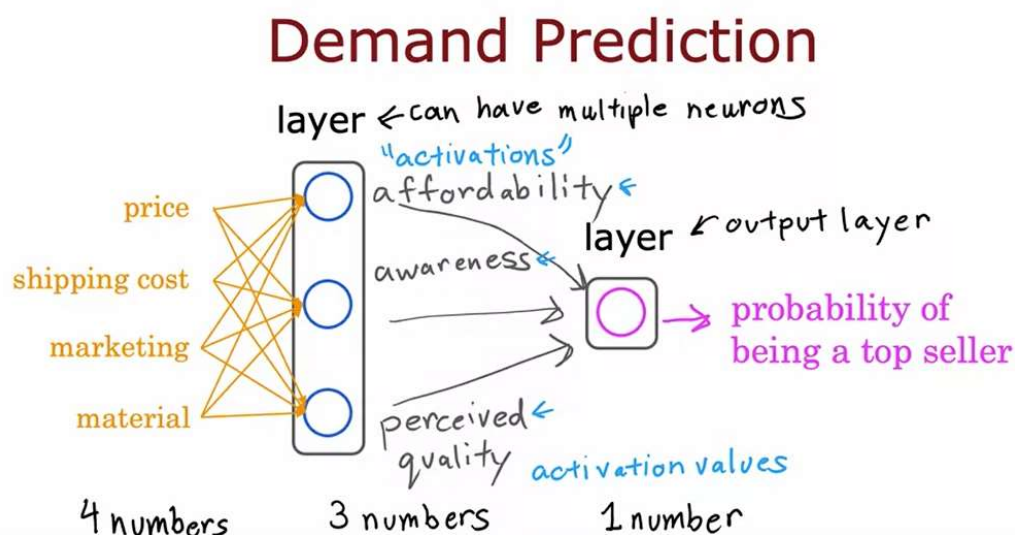 Demand Prediction
layer ← can have multiple neurons
"activations"
price
affordability ←
layer ← output layer
shipping cost
awareness ←
probability of
being a top seller
marketing
material
perceived ←
quality
activation values
4 numbers
3 numbers
1 number